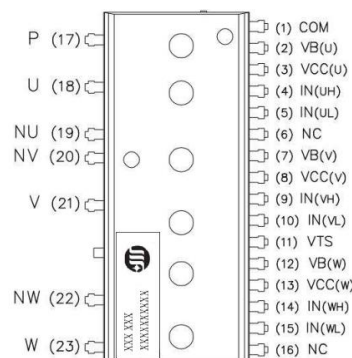 P (17)
U (18)
NU (19)
NV (20)
V (21)
NW (22)
W (23)
(1) COM
(2) VB(U)
(3) VCC(U)
(4) IN(UH)
(5) IN(UL)
(6) NC
(7) VB(V)
(8) VCC(V)
(9) IN(VH)
(10) IN(VL)
(11) VTS
(12) VB(W)
(13) VCC(W)
(14) IN(WH)
(15) IN(WL)
(16) NC
XXX XXX
XXXXXXXXXX